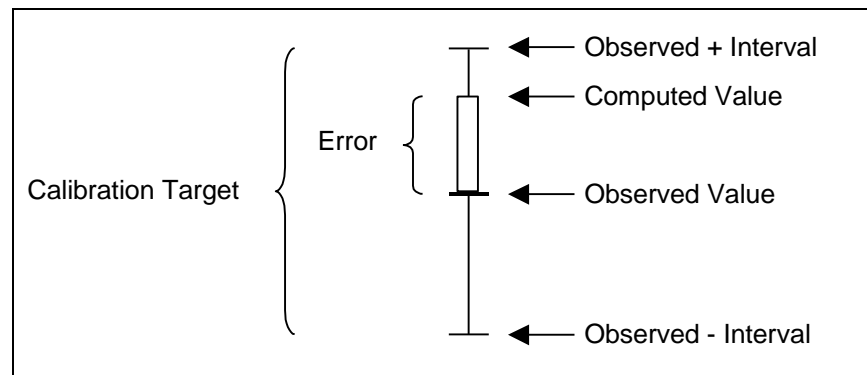 Observed + Interval
Computed Value
Error
Calibration Target
Observed Value
Observed - Interval